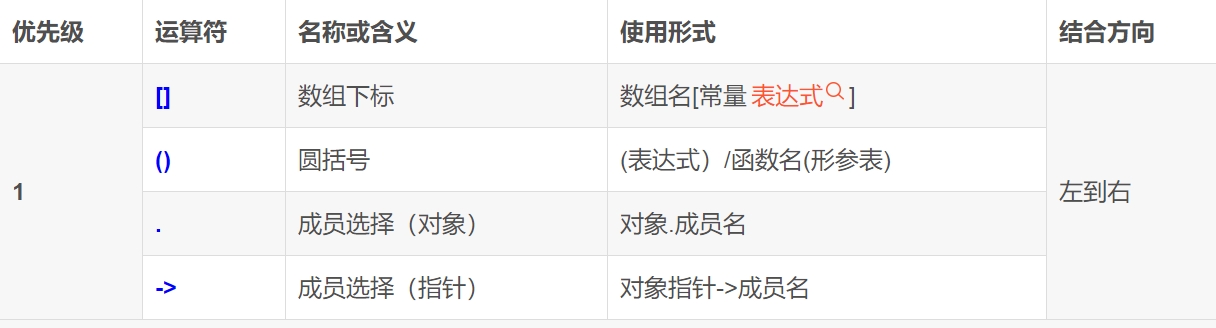 优先级 运算符 名称或含义 使用形式 结合方向
1 [] 数组下标 数组名[常量表达式] 左到右
() 圆括号 (表达式）/函数名(形参表)
. 成员选择（对象） 对象.成员名
-> 成员选择（指针） 对象指针->成员名